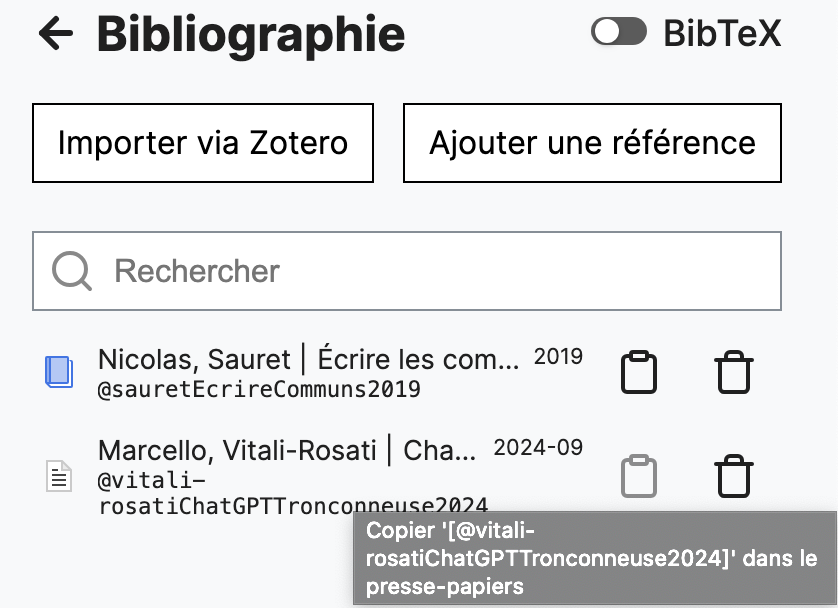 Bibliographie
BibTeX
Importer via Zotero
Ajouter une référence
Rechercher
Nicolas, Sauret | Écrire les com... 2019
@sauretEcrireCommuns2019
Marcello, Vitali-Rosati | Cha... 2024-09
@vitali-
rosatiChatGPTTronconneuse2024
Copier '[@vitali-
rosatiChatGPTTronconneuse2024]' dans le
presse-papiers